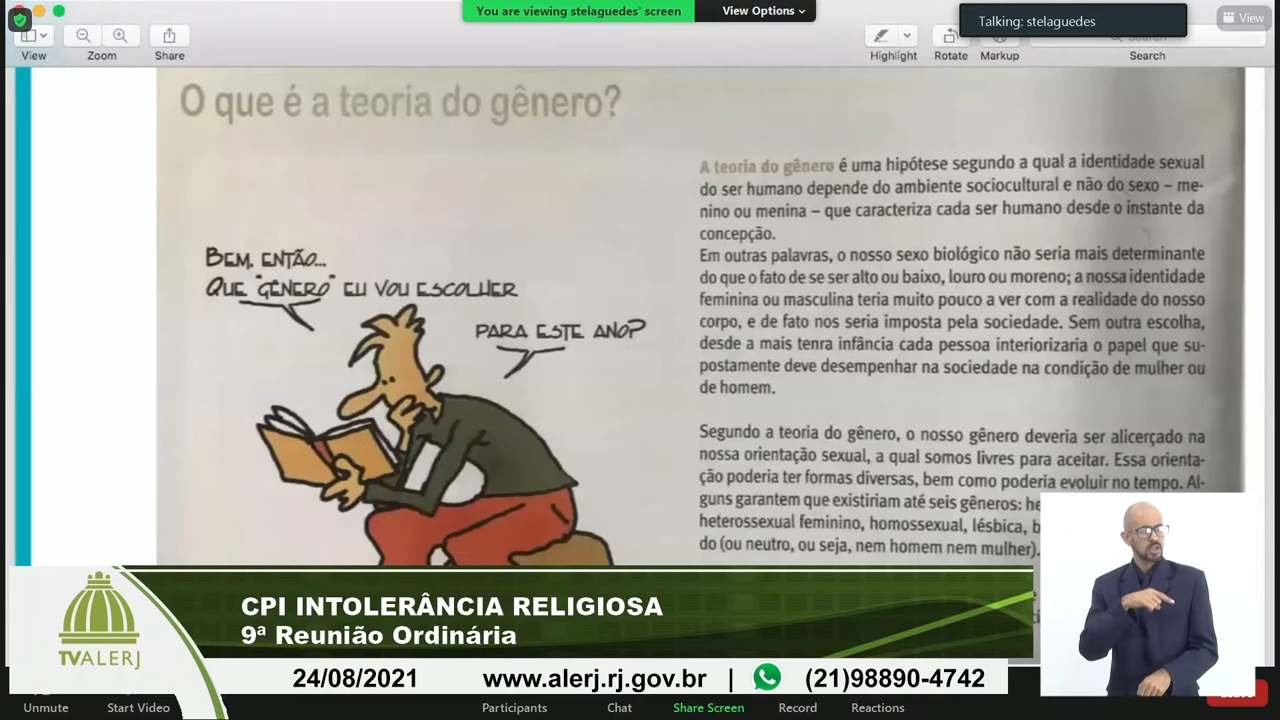 You are viewing stelaguedes' screen
View Options
Talking: stelaguedes
View
View
Zoom
Share
Highlight
Rotate
Markup
Search
Search
O que é a teoria do gênero?
BEM, ENTÃO...
QUE "GÊNERO" EU VOU ESCOLHER
PARA ESTE ANO?
A teoria do gênero é uma hipótese segundo a qual a identidade sexual
do ser humano depende do ambiente sociocultural e não do sexo – me-
nino ou menina – que caracteriza cada ser humano desde o instante da
concepção.
Em outras palavras, o nosso sexo biológico não seria mais determinante
do que o fato de se ser alto ou baixo, louro ou moreno; a nossa identidade
feminina ou masculina teria muito pouco a ver com a realidade do nosso
corpo, e de fato nos seria imposta pela sociedade. Sem outra escolha,
desde a mais tenra infância cada pessoa interiorizaria o papel que su-
postamente deve desempenhar na sociedade na condição de mulher ou
de homem.
Segundo a teoria do gênero, o nosso gênero deveria ser alicerçado na
nossa orientação sexual, a qual somos livres para aceitar. Essa orienta-
ção poderia ter formas diversas, bem como poderia evoluir no tempo. Al-
guns garantem que existiriam até seis gêneros:
heterossexual feminino, homossexual, lésbica,
do (ou neutro, ou seja, nem homem nem mulher).
CPI INTOLERÂNCIA RELIGIOSA
9ª Reunião Ordinária
TVALERJ
24/08/2021 www.alerj.rj.gov.br | (21)98890-4742
Unmute
Start Video
Participants
Chat
Share Screen
Record
Reactions